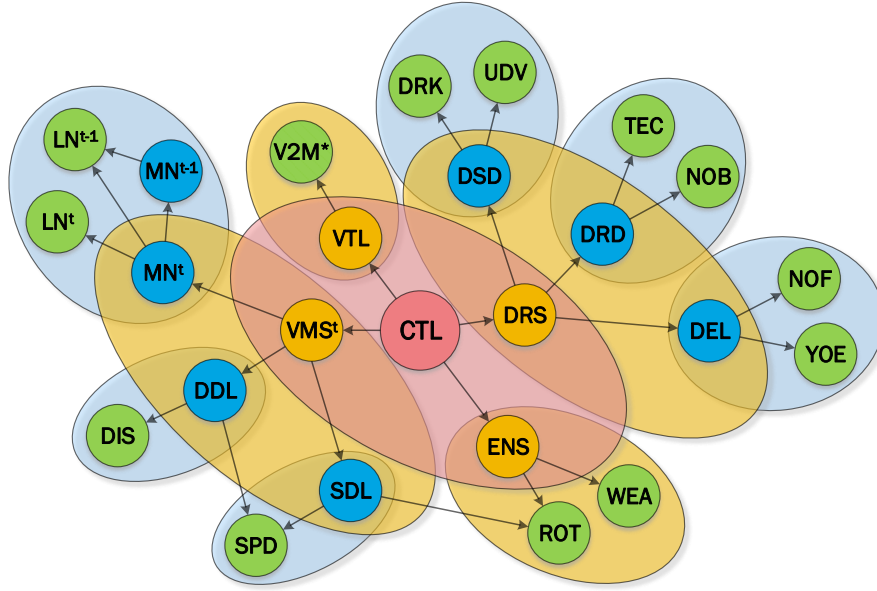 UDV
DRK
TEC
LNᵗ⁻¹
V2M*
MNᵗ⁻¹
DSD
NOB
LNᵗ
DRD
VTL
MNᵗ
NOF
DRS
VMSᵗ
CTL
DEL
YOE
DDL
DIS
ENS
SDL
WEA
ROT
SPD